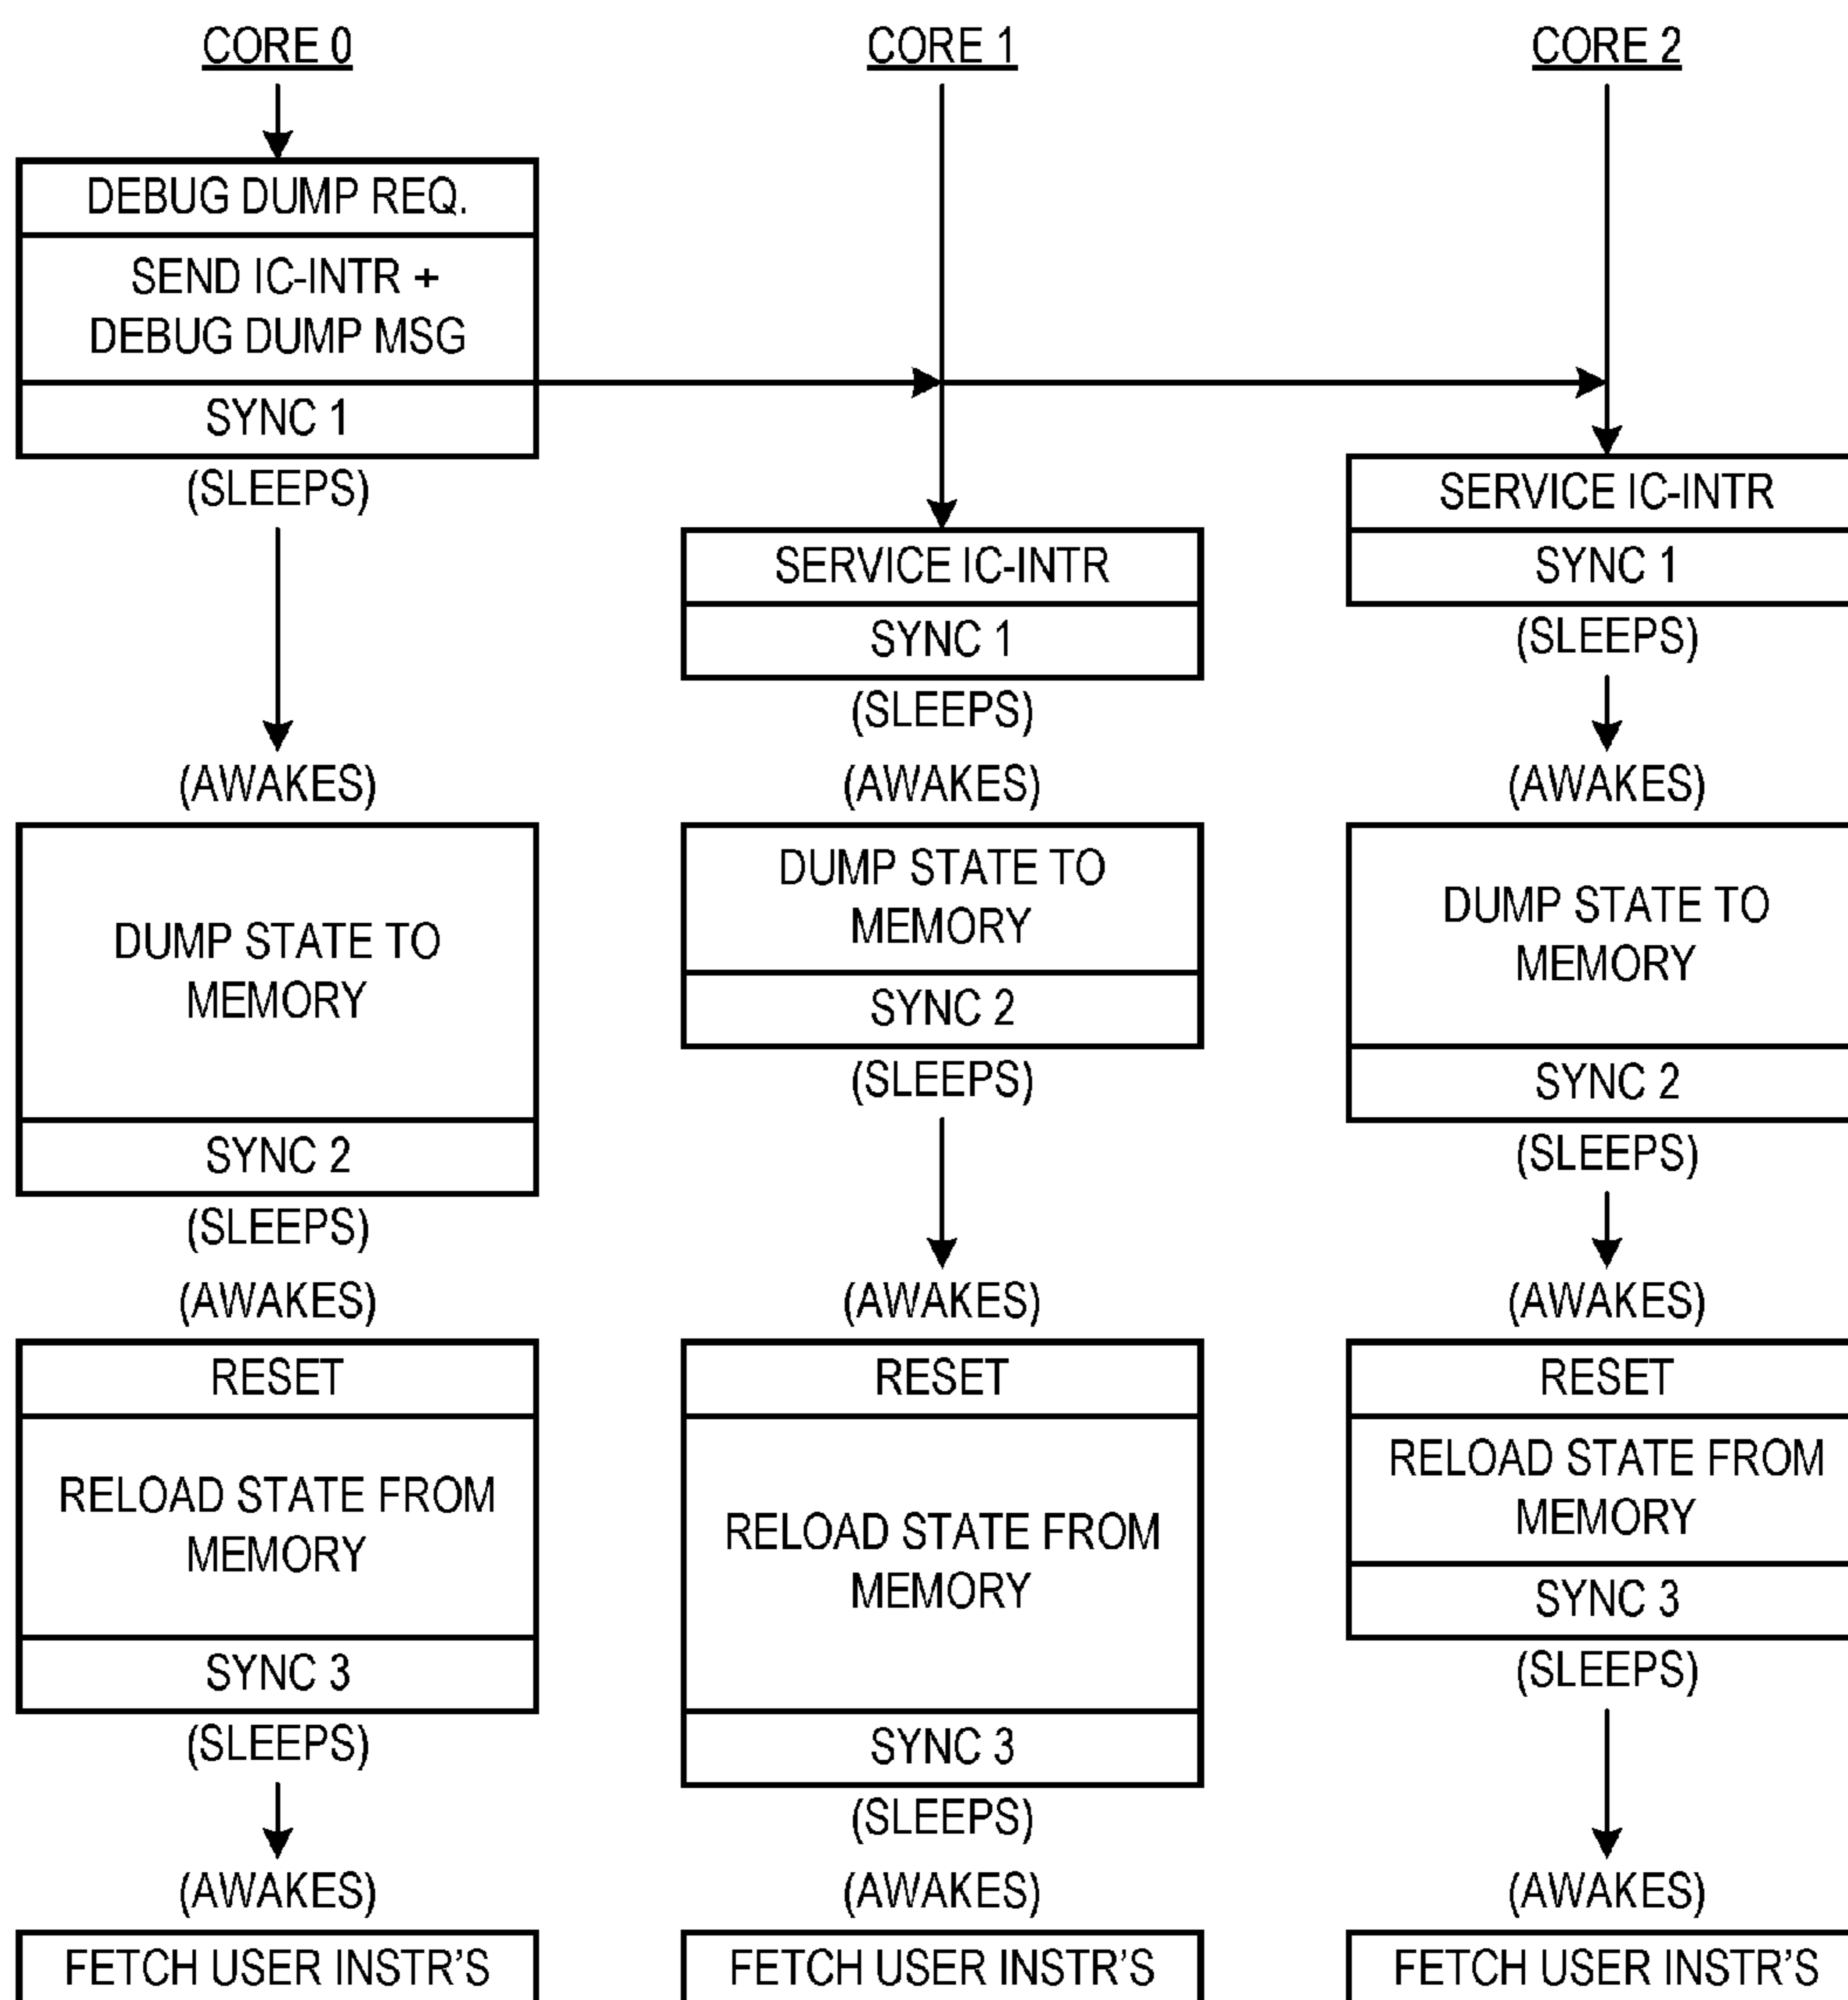 CORE 0
DEBUG DUMP REQ.
SEND IC-INTR +
DEBUG DUMP MSG
SYNC 1
(SLEEPS)
(AWAKES)
DUMP STATE TO
MEMORY
SYNC 2
(SLEEPS)
(AWAKES)
RESET
RELOAD STATE FROM
MEMORY
SYNC 3
(SLEEPS)
(AWAKES)
FETCH USER INSTR'S
CORE 1
SERVICE IC-INTR
SYNC 1
(SLEEPS)
(AWAKES)
DUMP STATE TO
MEMORY
SYNC 2
(SLEEPS)
(AWAKES)
RESET
RELOAD STATE FROM
MEMORY
SYNC 3
(SLEEPS)
(AWAKES)
FETCH USER INSTR'S
CORE 2
SERVICE IC-INTR
SYNC 1
(SLEEPS)
(AWAKES)
DUMP STATE TO
MEMORY
SYNC 2
(SLEEPS)
(AWAKES)
RESET
RELOAD STATE FROM
MEMORY
SYNC 3
(SLEEPS)
(AWAKES)
FETCH USER INSTR'S